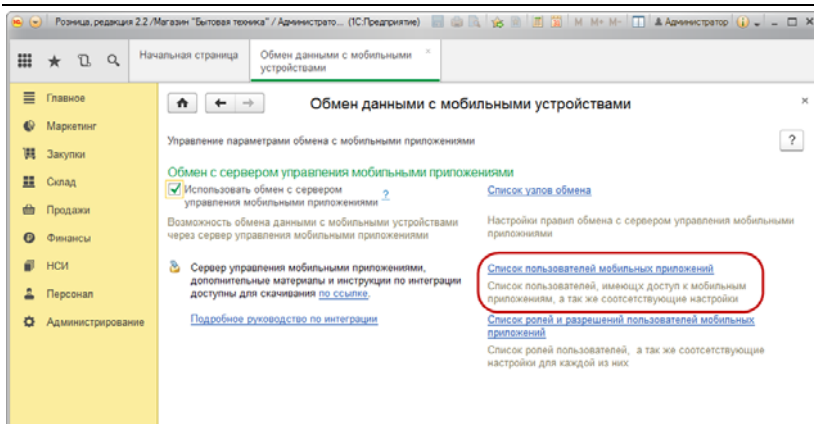 Розница, редакция 2.2 /Магазин "Бытовая техника" / Администрато... (1С:Предприятие)
M M+ M-
Администратор
Начальная страница
Обмен данными с мобильными
устройствами
Главное
Маркетинг
Закупки
Склад
Продажи
Финансы
НСИ
Персонал
Администрирование
Обмен данными с мобильными устройствами
Управление параметрами обмена с мобильными приложениями
?
Обмен с сервером управления мобильными приложениями
Использовать обмен с сервером
управления мобильными приложениями ?
Возможность обмена данными с мобильными устройствами
через сервер управления мобильными приложениями
Сервер управления мобильными приложениями,
дополнительные материалы и инструкции по интеграции
доступны для скачивания по ссылке.
Подробное руководство по интеграции
Список узлов обмена
Настройки правил обмена с сервером управления мобильными
приложниями
Список пользователей мобильных приложений
Список пользователей, имеющх доступ к мобильным
приложениям, а так же соотсетствующие настройки
Список ролей и разрешений пользователей мобильных
приложений
Список ролей пользователей, а так же соотсетствующие
настройки для каждой из них